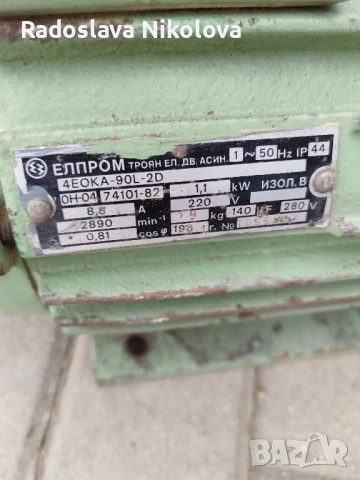 Radoslava Nikolova
ЕЛПРОМ ТРОЯН ЕЛ. ДВ. АСИН. 1 ~ 50 Hz IP 44
4ЕОКА-90L-2D
ОН-04 74101-82 1,1 kW ИЗОЛ. В
8,8 А 220 V
2890 min⁻¹ kg 140 μF 280 V
0,81 cos φ 198 г. №
BAZAR